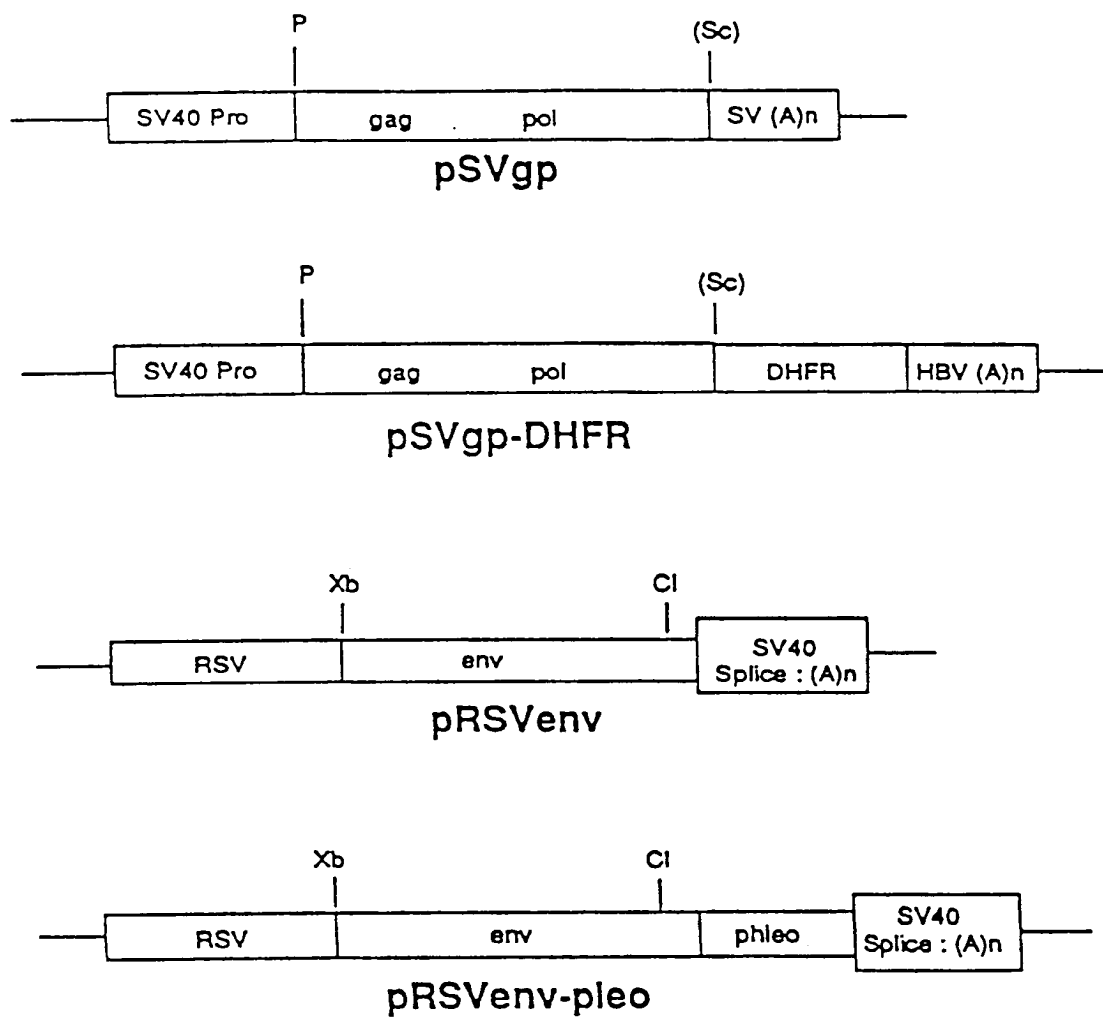 P (Sc)
SV40 Pro gag pol SV (A)n
pSVgp
P (Sc)
SV40 Pro gag pol DHFR HBV (A)n
pSVgp-DHFR
Xb Cl
RSV env SV40
Splice : (A)n
pRSVenv
Xb Cl
RSV env phleo SV40
Splice : (A)n
pRSVenv-pleo